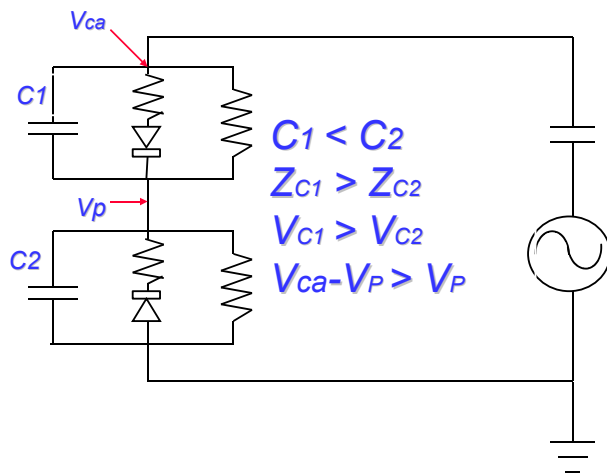 Vca
C1
C1 < C2
ZC1 > ZC2
Vp
VC1 > VC2
C2
Vca-VP > VP